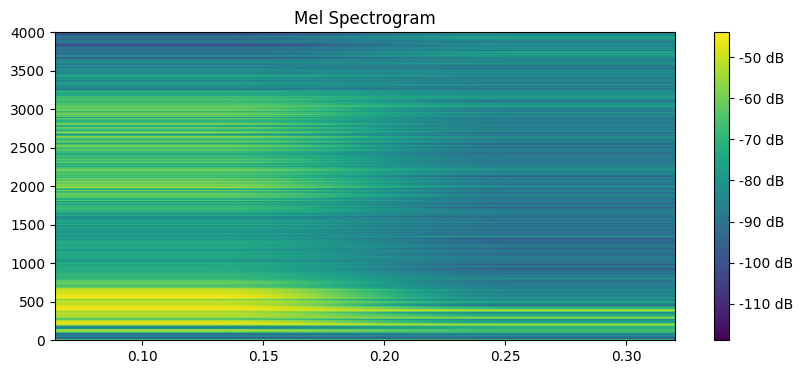 Mel Spectrogram
4000
3500
3000
2500
2000
1500
1000
500
0
0.10 0.15 0.20 0.25 0.30
-50 dB
-60 dB
-70 dB
-80 dB
-90 dB
-100 dB
-110 dB